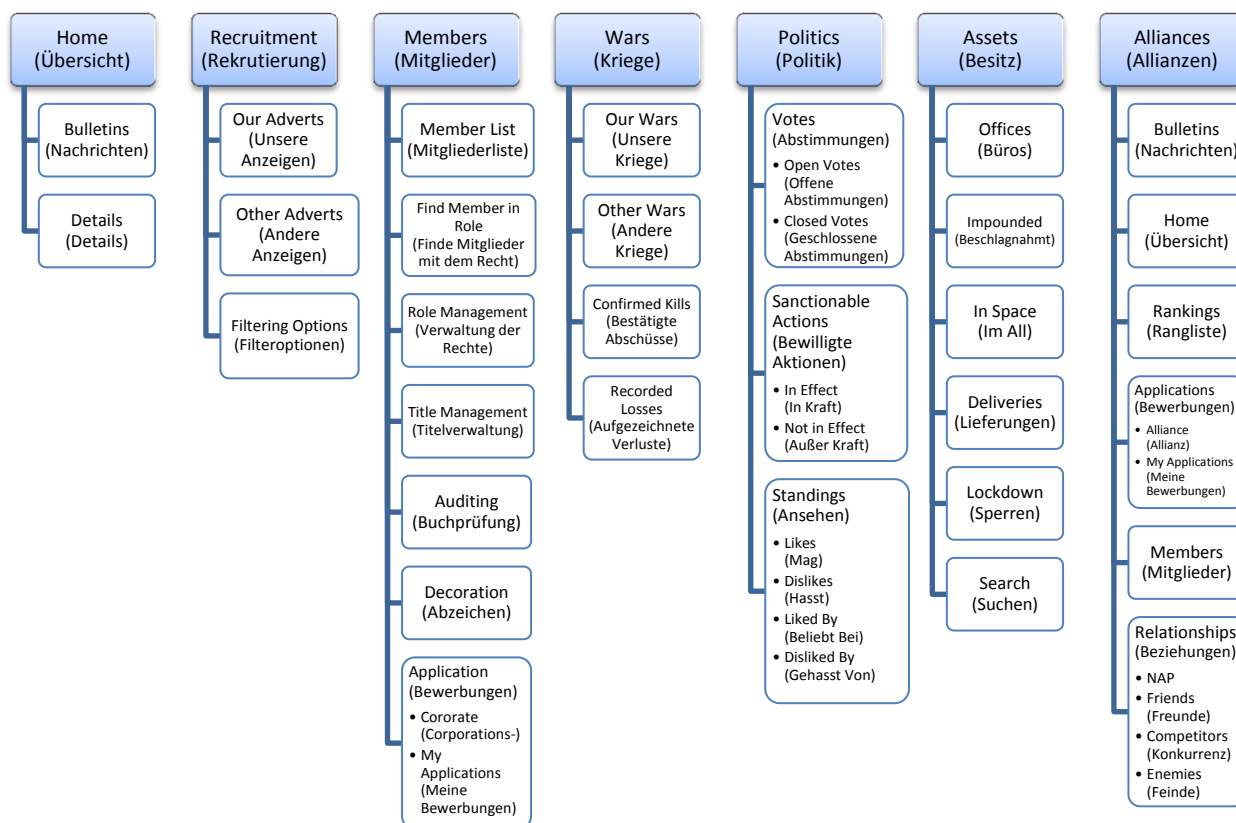 Home
(Übersicht)
Bulletins
(Nachrichten)
Details
(Details)
Recruitment
(Rekrutierung)
Our Adverts
(Unsere
Anzeigen)
Other Adverts
(Andere
Anzeigen)
Filtering Options
(Filteroptionen)
Members
(Mitglieder)
Member List
(Mitgliederliste)
Find Member in
Role
(Finde Mitglieder
mit dem Recht)
Role Management
(Verwaltung der
Rechte)
Title Management
(Titelverwaltung)
Auditing
(Buchprüfung)
Decoration
(Abzeichen)
Application
(Bewerbungen)
• Cororate
(Corporations-)
• My
Applications
(Meine
Bewerbungen)
Wars
(Kriege)
Our Wars
(Unsere
Kriege)
Other Wars
(Andere
Kriege)
Confirmed Kills
(Bestätigte
Abschüsse)
Recorded
Losses
(Aufgezeichnete
Verluste)
Politics
(Politik)
Votes
(Abstimmungen)
• Open Votes
(Offene
Abstimmungen)
• Closed Votes
(Geschlossene
Abstimmungen)
Sanctionable
Actions
(Bewilligte
Aktionen)
• In Effect
(In Kraft)
• Not in Effect
(Außer Kraft)
Standings
(Ansehen)
• Likes
(Mag)
• Dislikes
(Hasst)
• Liked By
(Beliebt Bei)
• Disliked By
(Gehasst Von)
Assets
(Besitz)
Offices
(Büros)
Impounded
(Beschlagnahmt)
In Space
(Im All)
Deliveries
(Lieferungen)
Lockdown
(Sperren)
Search
(Suchen)
Alliances
(Allianzen)
Bulletins
(Nachrichten)
Home
(Übersicht)
Rankings
(Rangliste)
Applications
(Bewerbungen)
• Alliance
(Allianz)
• My Applications
(Meine
Bewerbungen)
Members
(Mitglieder)
Relationships
(Beziehungen)
• NAP
• Friends
(Freunde)
• Competitors
(Konkurrenz)
• Enemies
(Feinde)